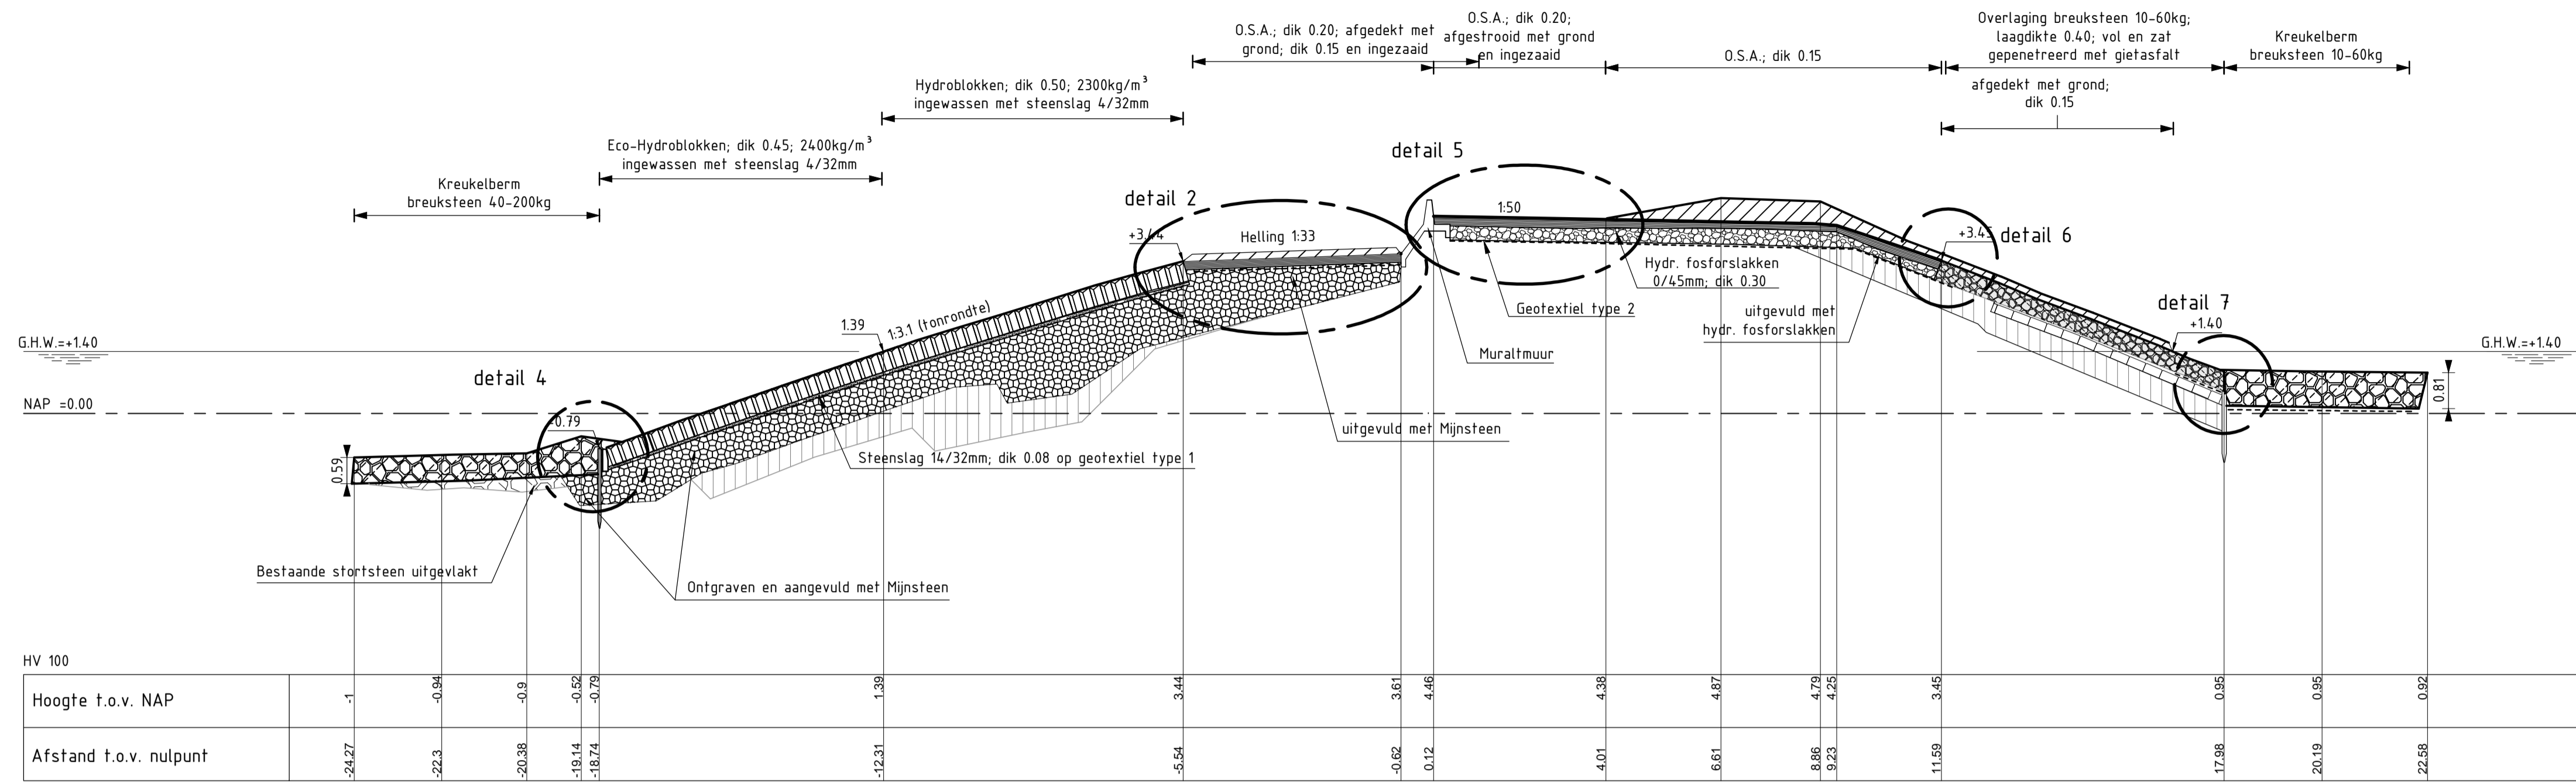 O.S.A.; dik 0.20; afgedekt met
grond; dik 0.15 en ingezaaid
O.S.A.; dik 0.20;
afgestrooid met grond
en ingezaaid
O.S.A.; dik 0.15
Overlaging breuksteen 10-60kg;
laagdikte 0.40; vol en zat
gepenetreerd met gietasfalt
Kreukelberm
breuksteen 10-60kg
afgedekt met grond;
dik 0.15
Hydroblokken; dik 0.50; 2300kg/m³
ingewassen met steenslag 4/32mm
Eco-Hydroblokken; dik 0.45; 2400kg/m³
ingewassen met steenslag 4/32mm
Kreukelberm
breuksteen 40-200kg
detail 5
detail 2
detail 6
detail 7
detail 4
Helling 1:33
1:50
+3.45
Hydr. fosforslakken
0/45mm; dik 0.30
Geotextiel type 2
uitgevuld met
hydr. fosforslakken
+1.40
1.39
1:3.1 (tonrondte)
G.H.W.=+1.40
G.H.W.=+1.40
Muraltmuur
NAP =0.00
0.81
-0.79
uitgevuld met Mijnsteen
0.59
Steenslag 14/32mm; dik 0.08 op geotextiel type 1
Bestaande stortsteen uitgevlakt
Ontgraven en aangevuld met Mijnsteen
HV 100
Hoogte t.o.v. NAP -1 -0.94 -0.9 -0.52 -0.79 1.39 3.44 3.61 4.46 4.38 4.87 4.79 4.25 3.45 0.95 0.95 0.92
Afstand t.o.v. nulpunt -24.27 -22.3 -20.38 -19.14 -18.74 -12.31 -5.54 -0.62 0.12 4.01 6.61 8.86 9.23 11.59 17.98 20.19 22.58